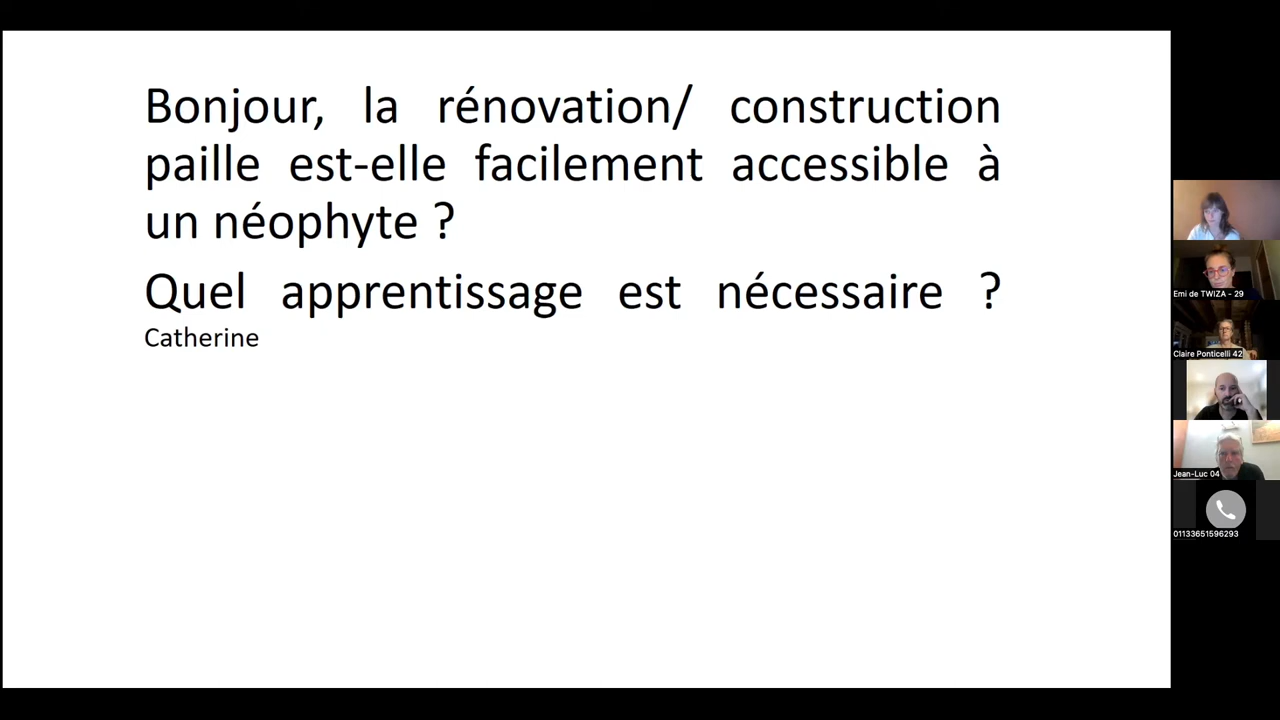 Bonjour, la rénovation/ construction
paille est-elle facilement accessible à
un néophyte ?
Quel apprentissage est nécessaire ?
Catherine
Emi de TWIZA - 29
Claire Ponticelli 42
Jean-Luc 04
01133651596293